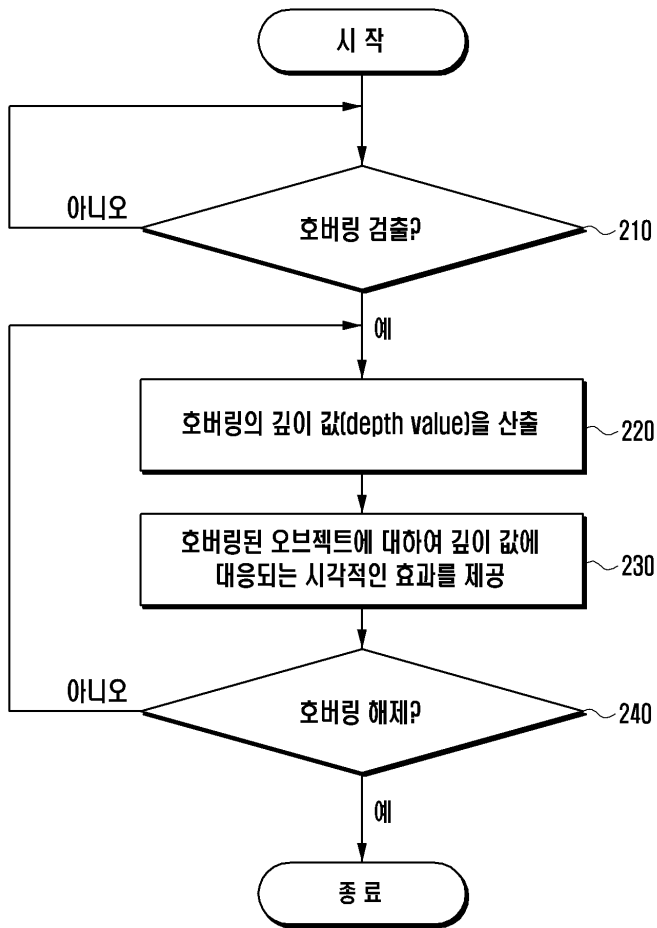 시 작
아니오
호버링 검출?
210
예
호버링의 깊이 값(depth value)을 산출
220
호버링된 오브젝트에 대하여 깊이 값에
대응되는 시각적인 효과를 제공
230
아니오
호버링 해제?
240
예
종 료